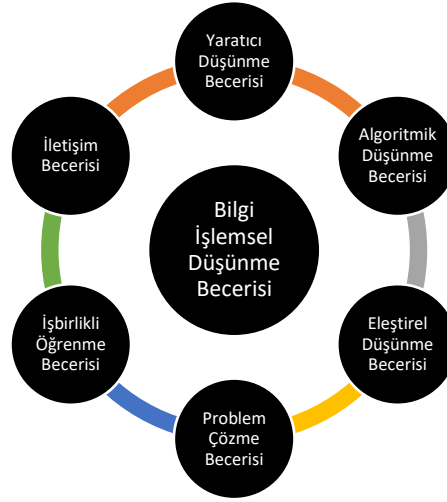 Yaratıcı
Düşünme
Becerisi
Algoritmik
Düşünme
Becerisi
Eleştirel
Düşünme
Becerisi
Problem
Çözme
Becerisi
İşbirlikli
Öğrenme
Becerisi
İletişim
Becerisi
Bilgi
İşlemsel
Düşünme
Becerisi